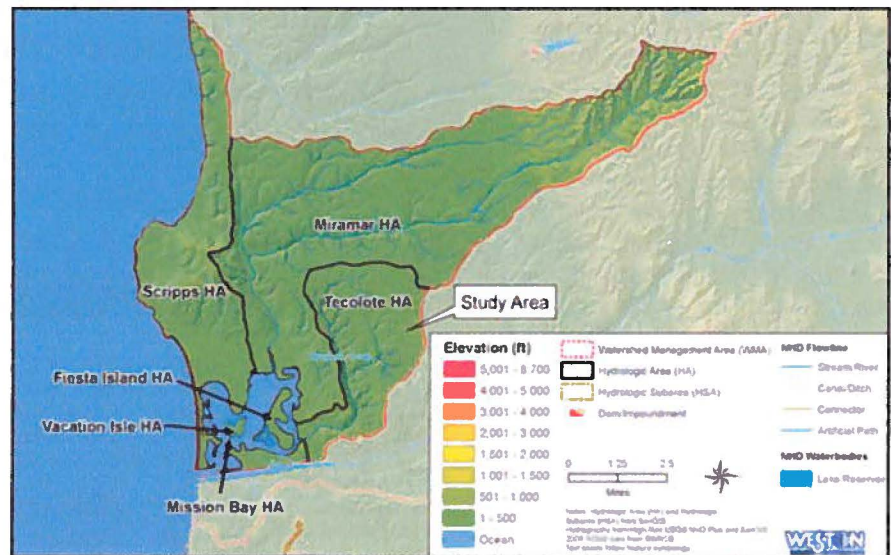 Miramar HA
Scripps HA
Tecolote HA
Study Area
Fiesta Island HA
Vacation Isle HA
Mission Bay HA
Elevation (ft)
5,001 - 8,700
4,001 - 5,000
3,001 - 4,000
2,001 - 3,000
1,501 - 2,000
1,001 - 1,500
501 - 1,000
1 - 500
Ocean
Watershed Management Area (WMA)
Hydrologic Area (HA)
Hydrologic Subarea (HSA)
Dam/Impoundment
0 1.25 2.5
Miles
NHD Flowline
Stream/River
Canal/Ditch
Connector
Artificial Path
NHD Waterbodies
Lake/Reservoir